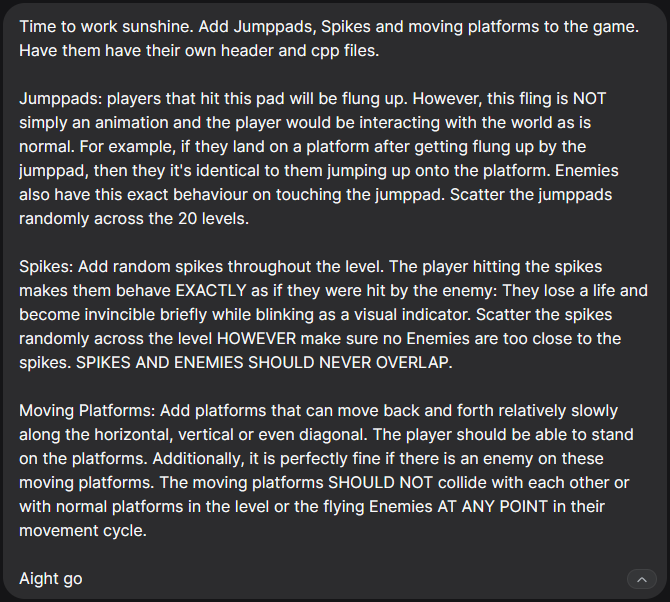 Time to work sunshine. Add Jumppads, Spikes and moving platforms to the game.
Have them have their own header and cpp files.
Jumppads: players that hit this pad will be flung up. However, this fling is NOT
simply an animation and the player would be interacting with the world as is
normal. For example, if they land on a platform after getting flung up by the
jumppad, then they it's identical to them jumping up onto the platform. Enemies
also have this exact behaviour on touching the jumppad. Scatter the jumppads
randomly across the 20 levels.
Spikes: Add random spikes throughout the level. The player hitting the spikes
makes them behave EXACTLY as if they were hit by the enemy: They lose a life and
become invincible briefly while blinking as a visual indicator. Scatter the spikes
randomly across the level HOWEVER make sure no Enemies are too close to the
spikes. SPIKES AND ENEMIES SHOULD NEVER OVERLAP.
Moving Platforms: Add platforms that can move back and forth relatively slowly
along the horizontal, vertical or even diagonal. The player should be able to stand
on the platforms. Additionally, it is perfectly fine if there is an enemy on these
moving platforms. The moving platforms SHOULD NOT collide with each other or
with normal platforms in the level or the flying Enemies AT ANY POINT in their
movement cycle.
Aight go